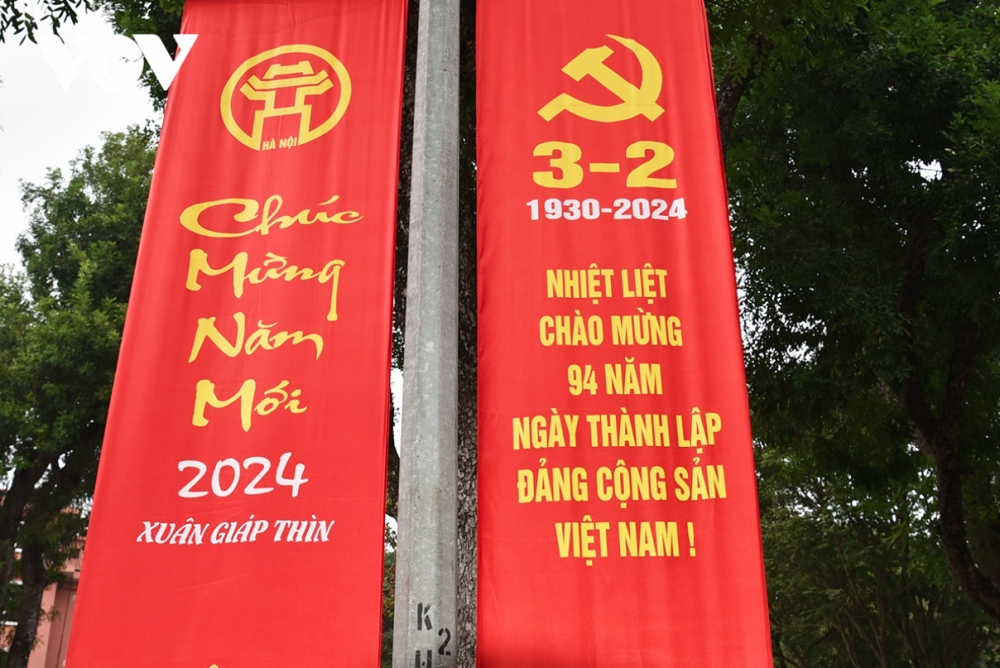 VOV
HÀ NỘI
Chúc
Mừng
Năm
Mới
2024
XUÂN GIÁP THÌN
3-2
1930-2024
NHIỆT LIỆT
CHÀO MỪNG
94 NĂM
NGÀY THÀNH LẬP
ĐẢNG CỘNG SẢN
VIỆT NAM !
K
2